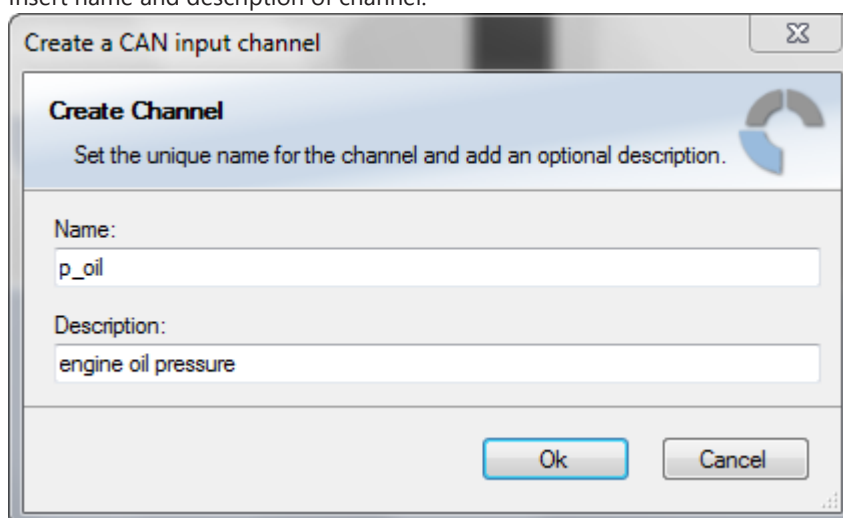 Insert name and description of channel.
Create a CAN input channel
Create Channel
Set the unique name for the channel and add an optional description.
Name:
p_oil
Description:
engine oil pressure
Ok
Cancel